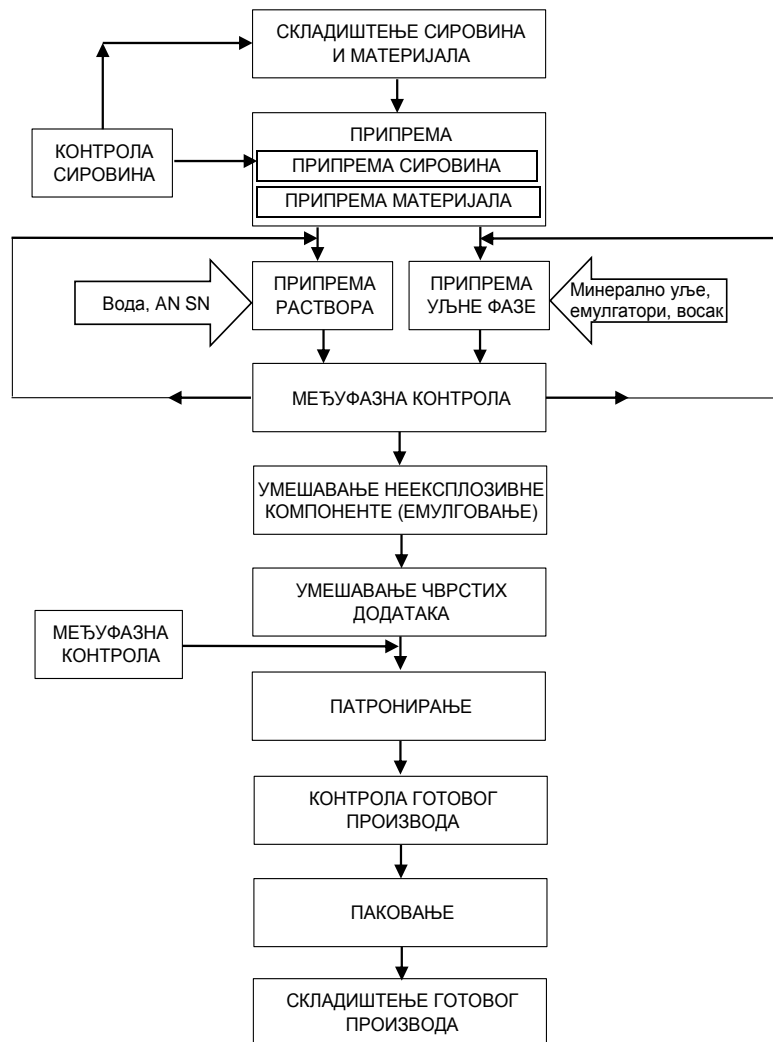 СКЛАДИШТЕЊЕ СИРОВИНА
И МАТЕРИЈАЛА
ПРИПРЕМА
КОНТРОЛА
СИРОВИНА
ПРИПРЕМА СИРОВИНА
ПРИПРЕМА МАТЕРИЈАЛА
Вода, AN SN
ПРИПРЕМА
РАСТВОРА
ПРИПРЕМА
УЉНЕ ФАЗЕ
Минерално уље,
емулгатори, восак
МЕЂУФАЗНА КОНТРОЛА
УМЕШАВАЊЕ НЕЕКСПЛОЗИВНЕ
КОМПОНЕНТЕ (ЕМУЛГОВАЊЕ)
УМЕШАВАЊЕ ЧВРСТИХ
ДОДАТАКА
МЕЂУФАЗНА
КОНТРОЛА
ПАТРОНИРАЊЕ
КОНТРОЛА ГОТОВОГ
ПРОИЗВОДА
ПАКОВАЊЕ
СКЛАДИШТЕЊЕ ГОТОВОГ
ПРОИЗВОДА